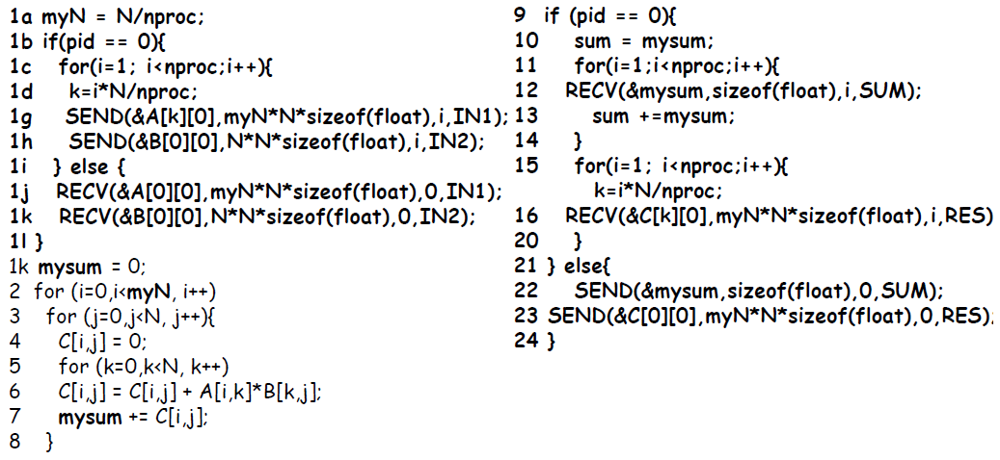 1a myN = N/nproc;
1b if(pid == 0){
1c for(i=1; i<nproc;i++){
1d k=i*N/nproc;
1g SEND(&A[k][0],myN*N*sizeof(float),i,IN1);
1h SEND(&B[0][0],N*N*sizeof(float),i,IN2);
1i } else {
1j RECV(&A[0][0],myN*N*sizeof(float),0,IN1);
1k RECV(&B[0][0],N*N*sizeof(float),0,IN2);
1l }
1k mysum = 0;
2 for (i=0,i<myN, i++)
3 for (j=0,j<N, j++){
4 C[i,j] = 0;
5 for (k=0,k<N, k++)
6 C[i,j] = C[i,j] + A[i,k]*B[k,j];
7 mysum += C[i,j];
8 }
9 if (pid == 0){
10 sum = mysum;
11 for(i=1;i<nproc;i++){
12 RECV(&mysum,sizeof(float),i,SUM);
13 sum +=mysum;
14 }
15 for(i=1; i<nproc;i++){
k=i*N/nproc;
16 RECV(&C[k][0],myN*N*sizeof(float),i,RES)
20 }
21 } else{
22 SEND(&mysum,sizeof(float),0,SUM);
23 SEND(&C[0][0],myN*N*sizeof(float),0,RES);
24 }